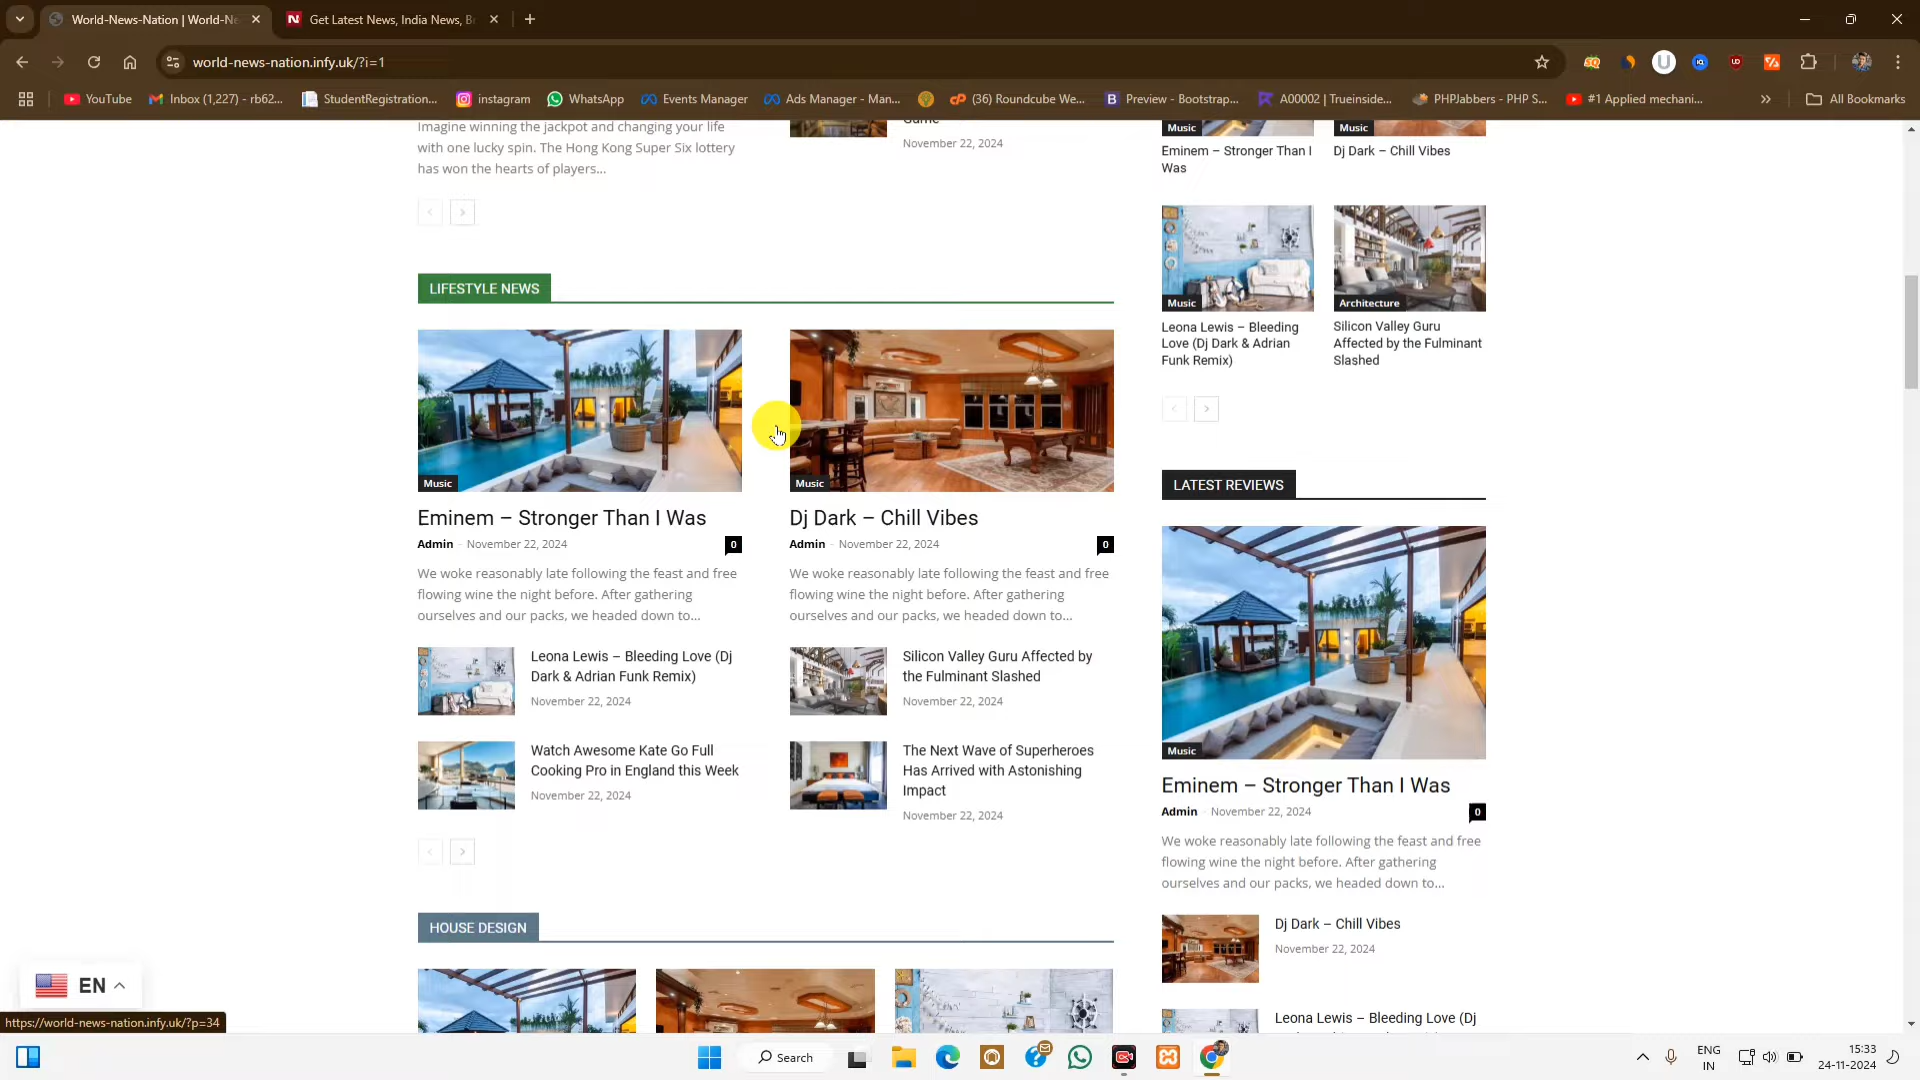 World-News-Nation | World-Ne
Get Latest News, India News, B
world-news-nation.infy.uk/?i=1
YouTube
Inbox (1,227) - rb62...
StudentRegistration...
instagram
WhatsApp
Events Manager
Ads Manager - Man...
(36) Roundcube We...
Preview - Bootstrap...
A00002 | Trueinside...
PHPJabbers - PHP S...
#1 Applied mechani...
All Bookmarks
Imagine winning the jackpot and changing your life
with one lucky spin. The Hong Kong Super Six lottery
has won the hearts of players...
Game
November 22, 2024
LIFESTYLE NEWS
Music
Eminem – Stronger Than I Was
Admin - November 22, 2024
0
We woke reasonably late following the feast and free
flowing wine the night before. After gathering
ourselves and our packs, we headed down to...
Leona Lewis – Bleeding Love (Dj
Dark & Adrian Funk Remix)
November 22, 2024
Watch Awesome Kate Go Full
Cooking Pro in England this Week
November 22, 2024
Music
Dj Dark – Chill Vibes
Admin - November 22, 2024
0
We woke reasonably late following the feast and free
flowing wine the night before. After gathering
ourselves and our packs, we headed down to...
Silicon Valley Guru Affected by
the Fulminant Slashed
November 22, 2024
The Next Wave of Superheroes
Has Arrived with Astonishing
Impact
November 22, 2024
HOUSE DESIGN
Music
Eminem – Stronger Than I
Was
Music
Dj Dark – Chill Vibes
Music
Leona Lewis – Bleeding
Love (Dj Dark & Adrian
Funk Remix)
Architecture
Silicon Valley Guru
Affected by the Fulminant
Slashed
LATEST REVIEWS
Music
Eminem – Stronger Than I Was
Admin - November 22, 2024
0
We woke reasonably late following the feast and free
flowing wine the night before. After gathering
ourselves and our packs, we headed down to...
Dj Dark – Chill Vibes
November 22, 2024
Leona Lewis – Bleeding Love (Dj
EN
https://world-news-nation.infy.uk/?p=34
Search
ENG
IN
15:33
24-11-2024